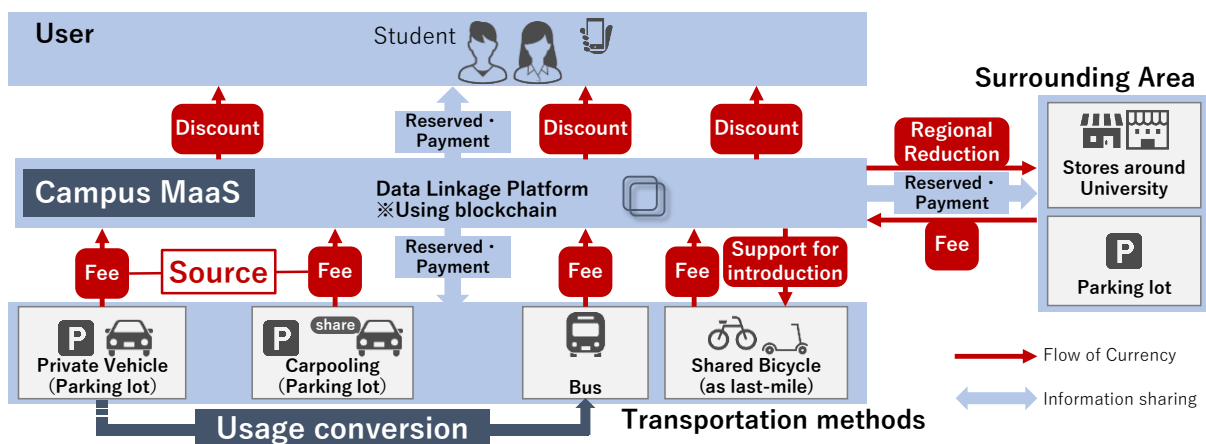 User
Student
Surrounding Area
Discount
Reserved・
Payment
Discount
Discount
Regional
Reduction
Stores around
University
Campus MaaS
Data Linkage Platform
※Using blockchain
Reserved・
Payment
Fee
Source
Fee
Reserved・
Payment
Fee
Fee
Support for
introduction
Fee
P
Parking lot
P
Private Vehicle
(Parking lot)
P
share
Carpooling
(Parking lot)
Bus
Shared Bicycle
(as last-mile)
Flow of Currency
Information sharing
Usage conversion
Transportation methods